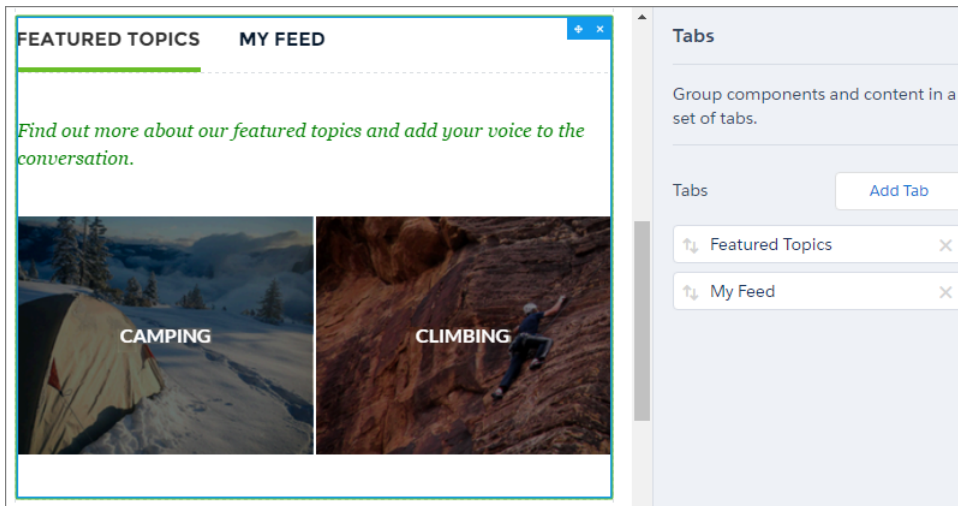 FEATURED TOPICS MY FEED
Find out more about our featured topics and add your voice to the
conversation.
CAMPING CLIMBING
Tabs
Group components and content in a
set of tabs.
Tabs Add Tab
Featured Topics
My Feed